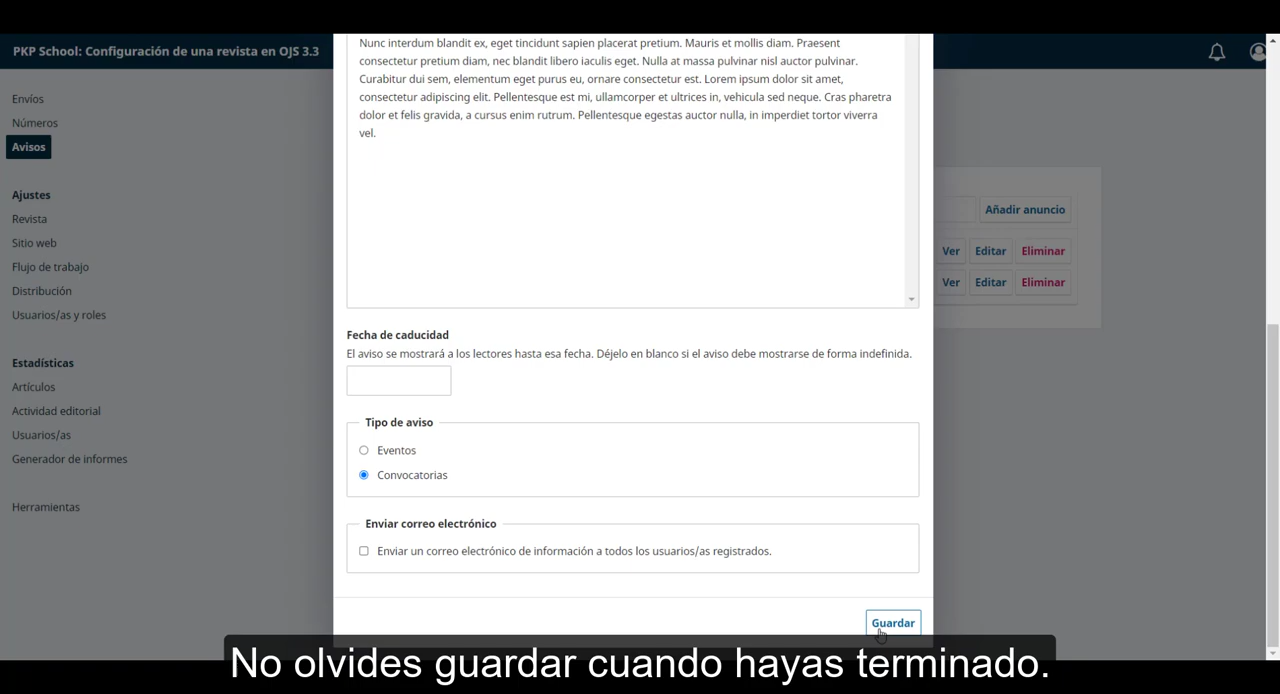 PKP School: Configuración de una revista en OJS 3.3
Envíos
Números
Avisos
Ajustes
Revista
Sitio web
Flujo de trabajo
Distribución
Usuarios/as y roles
Estadísticas
Artículos
Actividad editorial
Usuarios/as
Generador de informes
Herramientas
Nunc interdum blandit ex, eget tincidunt sapien placerat pretium. Mauris et mollis diam. Praesent
consectetur pretium diam, nec blandit libero iaculis eget. Nulla at massa pulvinar nisl auctor pulvinar.
Curabitur dui sem, elementum eget purus eu, ornare consectetur est. Lorem ipsum dolor sit amet,
consectetur adipiscing elit. Pellentesque est mi, ullamcorper et ultrices in, vehicula sed neque. Cras pharetra
dolor et felis gravida, a cursus enim rutrum. Pellentesque egestas auctor nulla, in imperdiet tortor viverra
vel.
Fecha de caducidad
El aviso se mostrará a los lectores hasta esa fecha. Déjelo en blanco si el aviso debe mostrarse de forma indefinida.
Tipo de aviso
Eventos
Convocatorias
Enviar correo electrónico
Enviar un correo electrónico de información a todos los usuarios/as registrados.
Guardar
Añadir anuncio
Ver Editar Eliminar
Ver Editar Eliminar
No olvides guardar cuando hayas terminado.